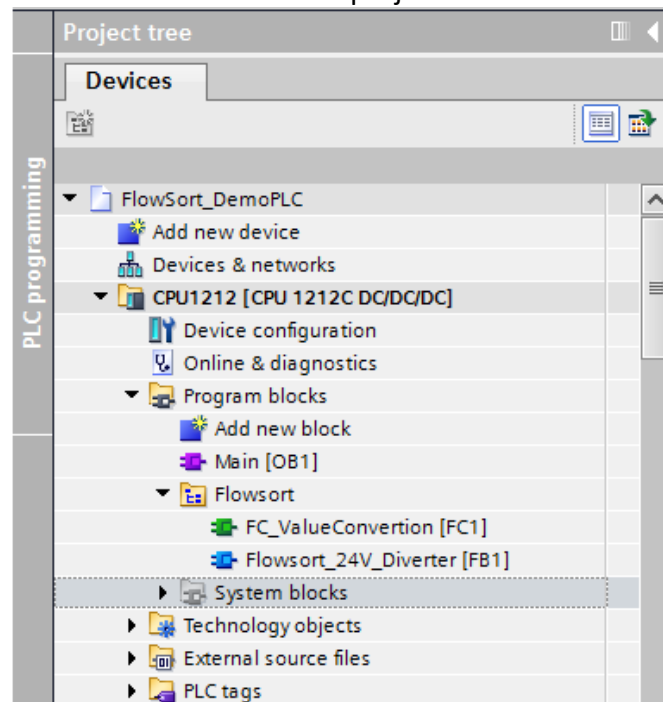 Project tree
Devices
PLC programming
FlowSort_DemoPLC
Add new device
Devices & networks
CPU1212 [CPU 1212C DC/DC/DC]
Device configuration
Online & diagnostics
Program blocks
Add new block
Main [OB1]
Flowsort
FC_ValueConvertion [FC1]
Flowsort_24V_Diverter [FB1]
System blocks
Technology objects
External source files
PLC tags